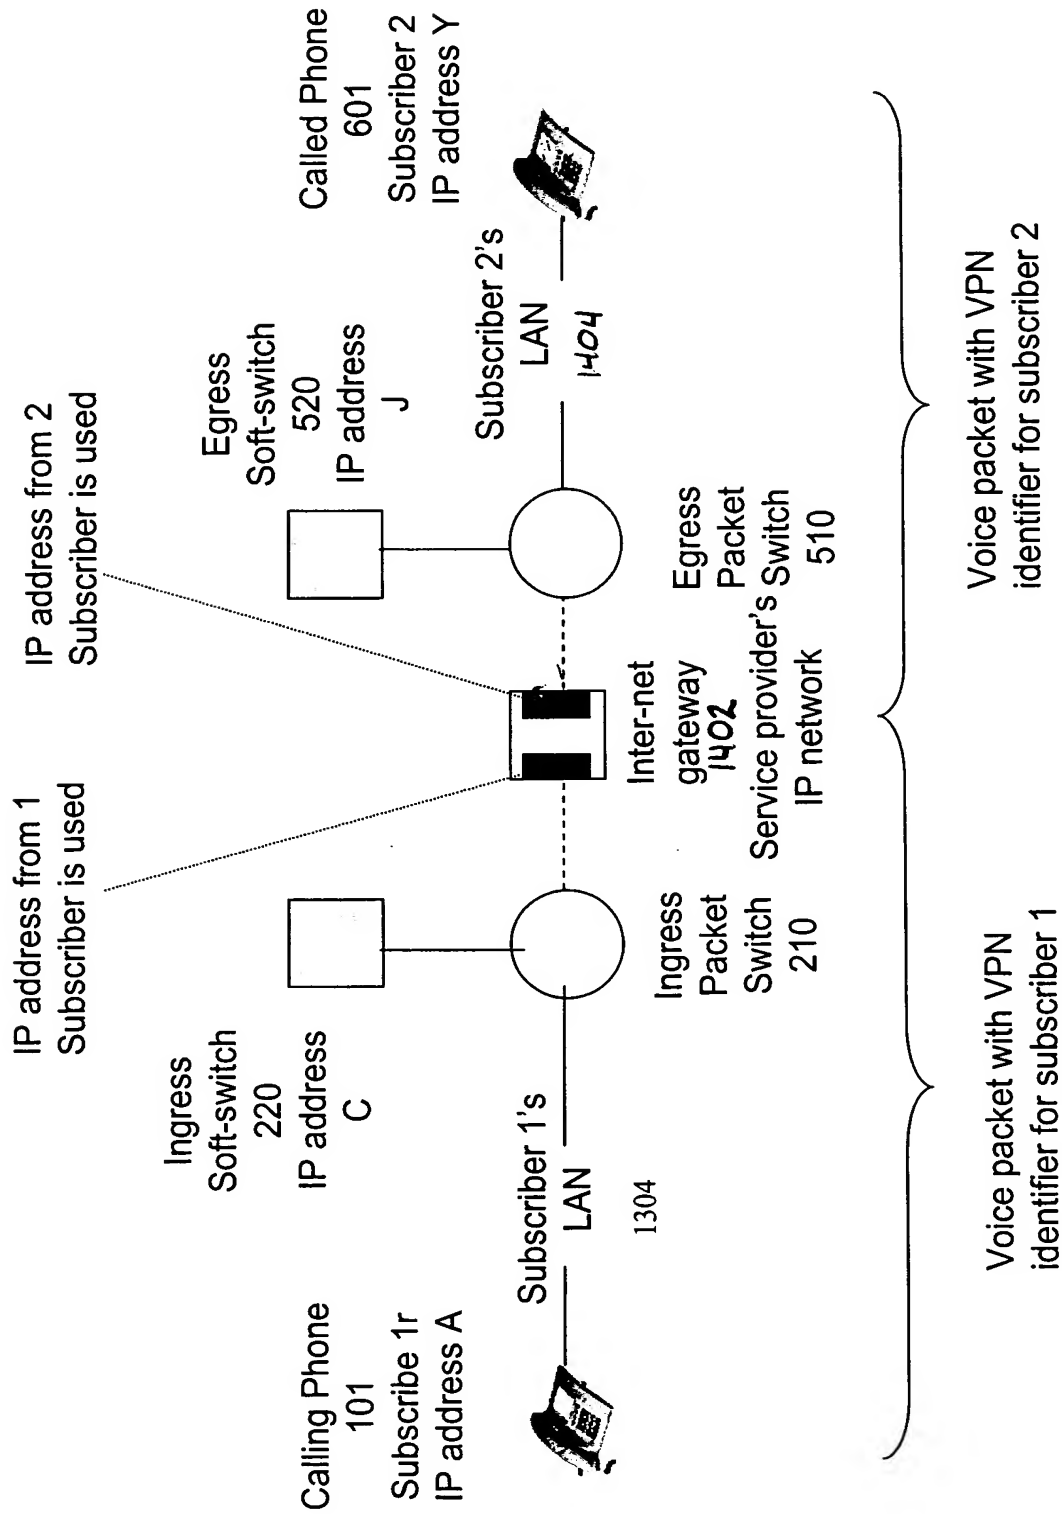 IP address from 1
Subscriber is used
IP address from 2
Subscriber is used
Ingress
Soft-switch
220
IP address
C
Egress
Soft-switch
520
IP address
J
Calling Phone
101
Subscribe 1r
IP address A
Called Phone
601
Subscriber 2
IP address Y
Subscriber 1's
LAN
1304
Subscriber 2's
LAN
1404
Ingress
Packet
Switch
210
Inter-net
gateway
1402
Service provider's
IP network
Egress
Packet
Switch
510
Voice packet with VPN
identifier for subscriber 1
Voice packet with VPN
identifier for subscriber 2